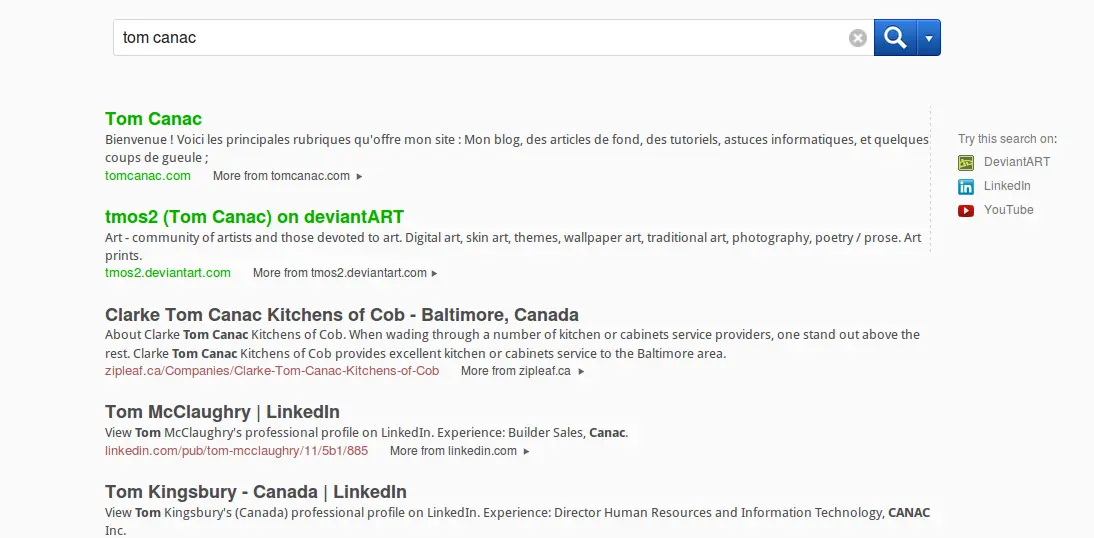 tom canac
Tom Canac
Bienvenue ! Voici les principales rubriques qu'offre mon site : Mon blog, des articles de fond, des tutoriels, astuces informatiques, et quelques
coups de gueule ;
tomcanac.com More from tomcanac.com
tmos2 (Tom Canac) on deviantART
Art - community of artists and those devoted to art. Digital art, skin art, themes, wallpaper art, traditional art, photography, poetry / prose. Art
prints.
tmos2.deviantart.com More from tmos2.deviantart.com
Clarke Tom Canac Kitchens of Cob - Baltimore, Canada
About Clarke Tom Canac Kitchens of Cob. When wading through a number of kitchen or cabinets service providers, one stand out above the
rest. Clarke Tom Canac Kitchens of Cob provides excellent kitchen or cabinets service to the Baltimore area.
zipleaf.ca/Companies/Clarke-Tom-Canac-Kitchens-of-Cob More from zipleaf.ca
Tom McClaughry | LinkedIn
View Tom McClaughry's professional profile on LinkedIn. Experience: Builder Sales, Canac.
linkedin.com/pub/tom-mcclaughry/11/5b1/885 More from linkedin.com
Tom Kingsbury - Canada | LinkedIn
View Tom Kingsbury's (Canada) professional profile on LinkedIn. Experience: Director Human Resources and Information Technology, CANAC
Inc.
Try this search on:
DeviantART
LinkedIn
YouTube